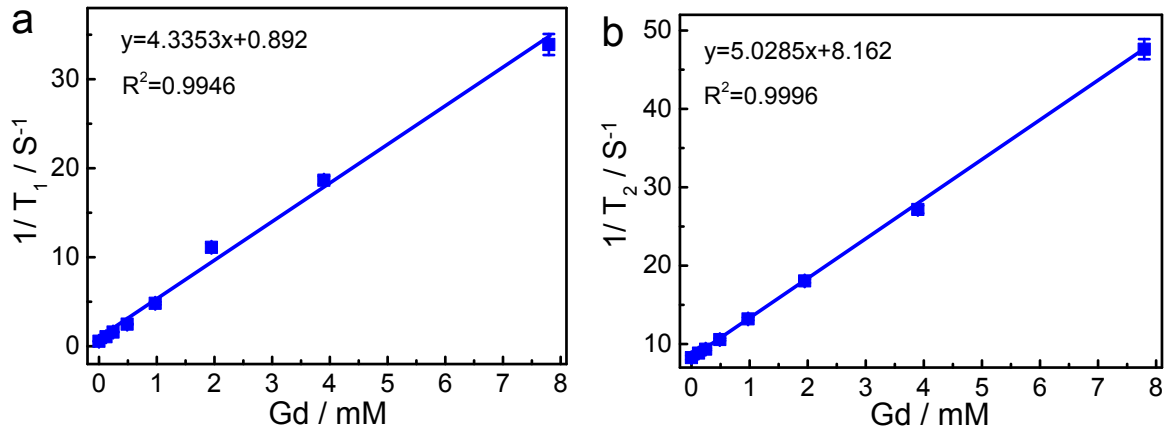 a
y=4.3353x+0.892
R²=0.9946
1/ T₁ / S⁻¹
30
20
10
0
0 1 2 3 4 5 6 7 8
Gd / mM
b
y=5.0285x+8.162
R²=0.9996
1/ T₂ / S⁻¹
50
40
30
20
10
0 1 2 3 4 5 6 7 8
Gd / mM